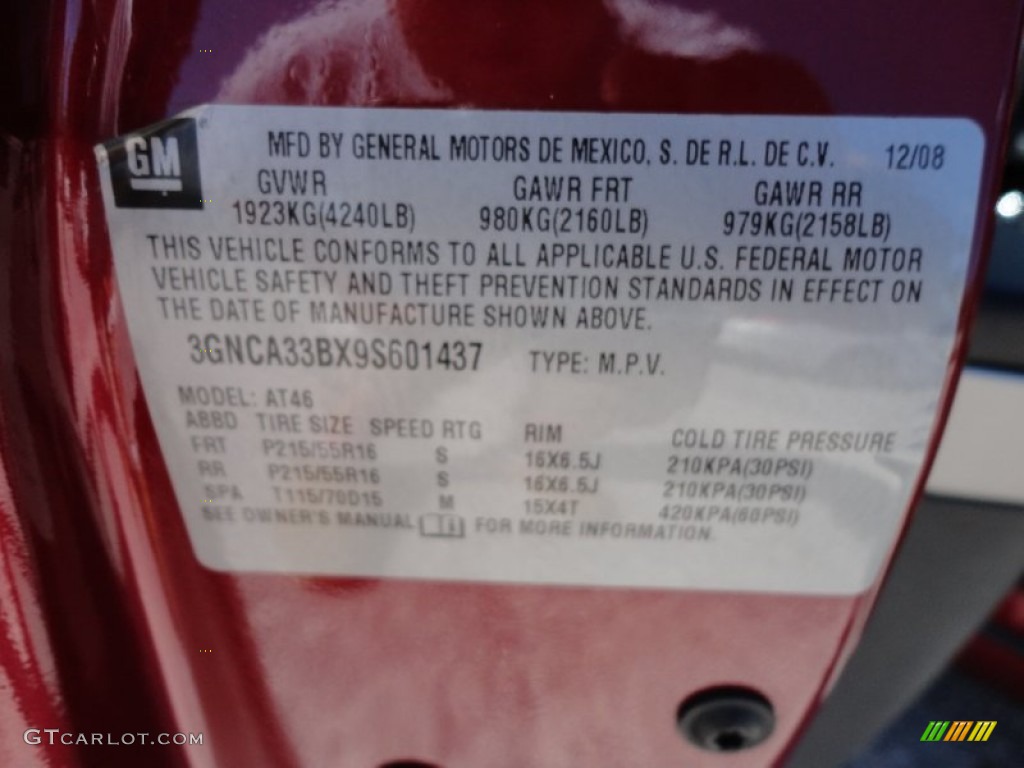 GM
MFD BY GENERAL MOTORS DE MEXICO, S. DE R.L. DE C.V. 12/08
GVWR GAWR FRT GAWR RR
1923KG(4240LB) 980KG(2160LB) 979KG(2158LB)
THIS VEHICLE CONFORMS TO ALL APPLICABLE U.S. FEDERAL MOTOR
VEHICLE SAFETY AND THEFT PREVENTION STANDARDS IN EFFECT ON
THE DATE OF MANUFACTURE SHOWN ABOVE.
3GNCA33BX9S601437 TYPE: M.P.V.
MODEL: AT46
ABBD TIRE SIZE SPEED RTG RIM COLD TIRE PRESSURE
FRT P215/55R16 S 16X6.5J 210KPA(30PSI)
RR P215/55R16 S 16X6.5J 210KPA(30PSI)
SPA T115/70D15 M 15X4T 420KPA(60PSI)
SEE OWNER'S MANUAL FOR MORE INFORMATION.
GTCARLOT.COM